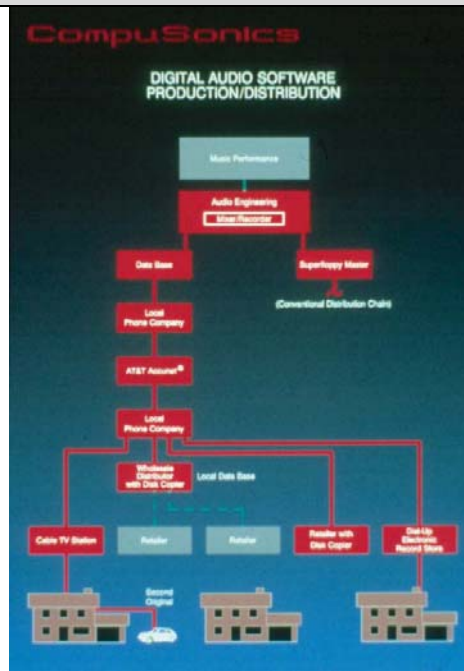 CompuSonics
DIGITAL AUDIO SOFTWARE
PRODUCTION/DISTRIBUTION
Music Performance
Audio Engineering
Mixer/Recorder
Data Base
Superfloppy Master
(Conventional Distribution Chain)
Local
Phone Company
AT&T Accunet®
Local
Phone Company
Wholesale
Distributor
with Disk Copier
Local Data Base
Cable TV Station
Retailer
Retailer
Retailer with
Disk Copier
Dial-Up
Electronic
Record Store
Second
Original